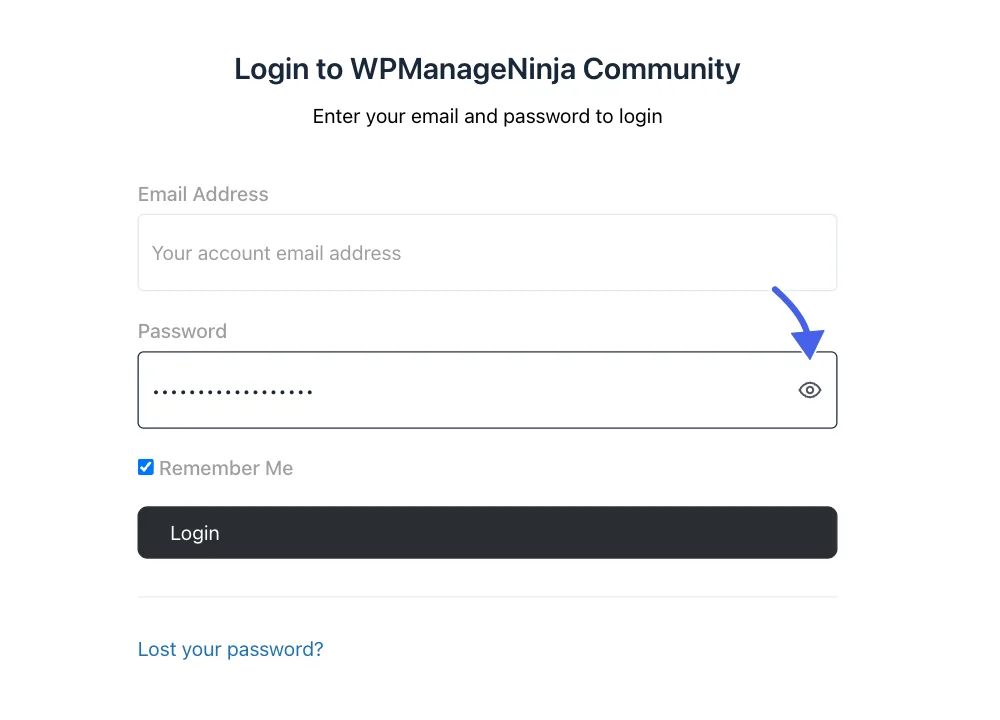 Login to WPManageNinja Community
Enter your email and password to login
Email Address
Your account email address
Password
••••••••••••••••••
Remember Me
Login
Lost your password?